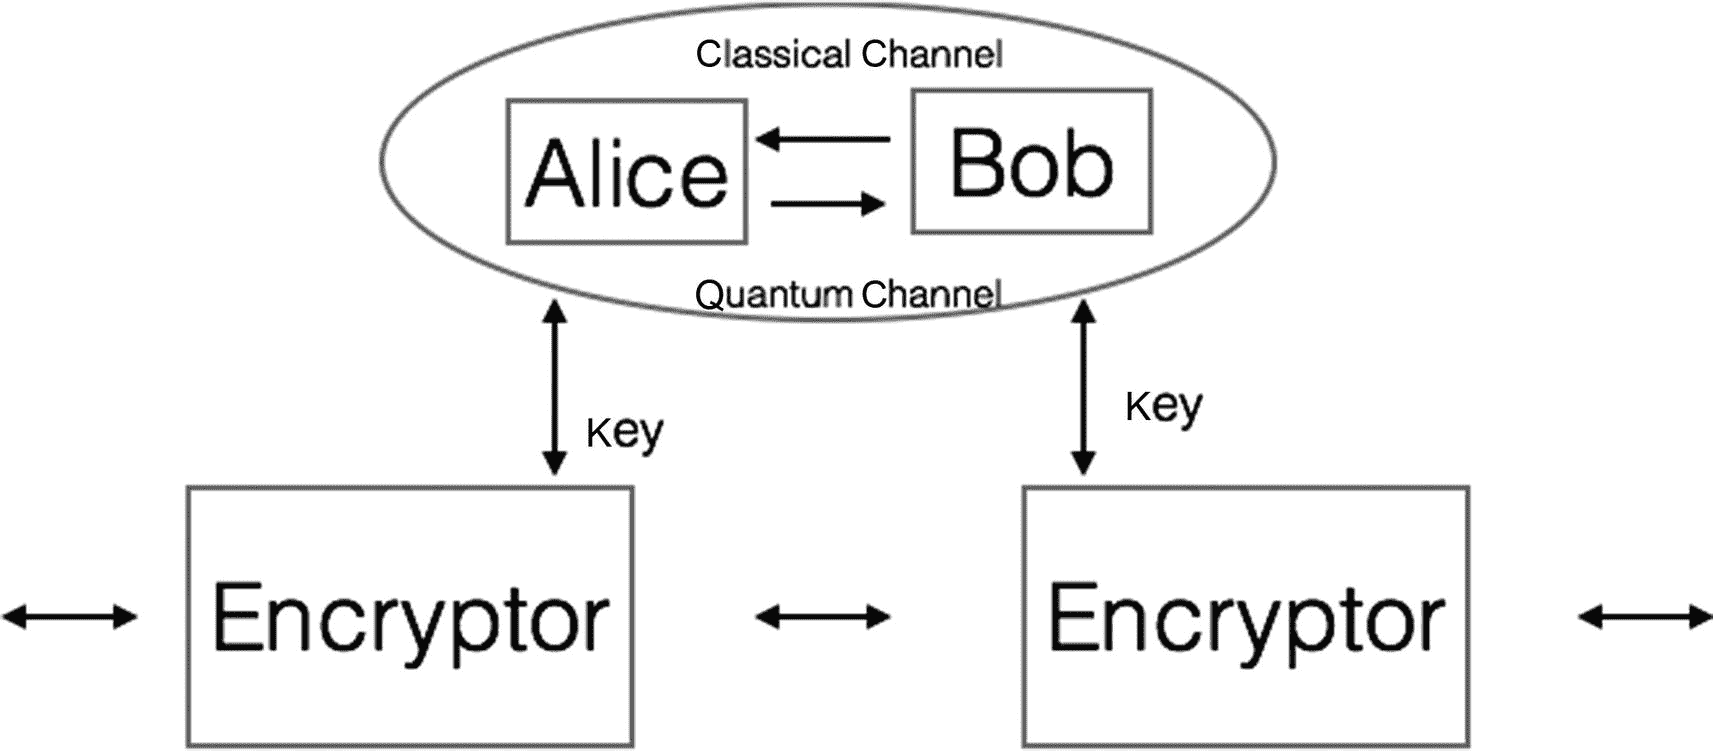 Classical Channel
Alice
Bob
Quantum Channel
Key
Key
Encryptor
Encryptor